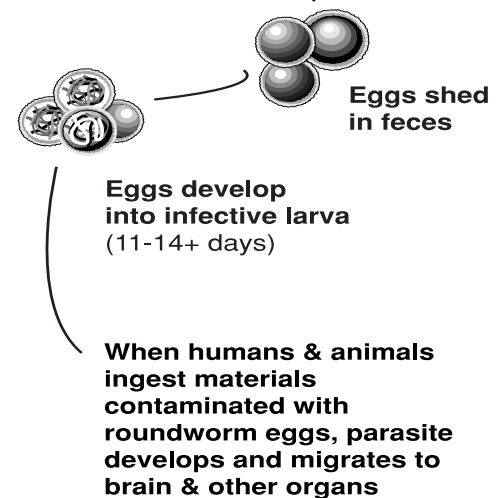 Eggs shed
in feces
Eggs develop
into infective larva
(11-14+ days)
When humans & animals
ingest materials
contaminated with
roundworm eggs, parasite
develops and migrates to
brain & other organs